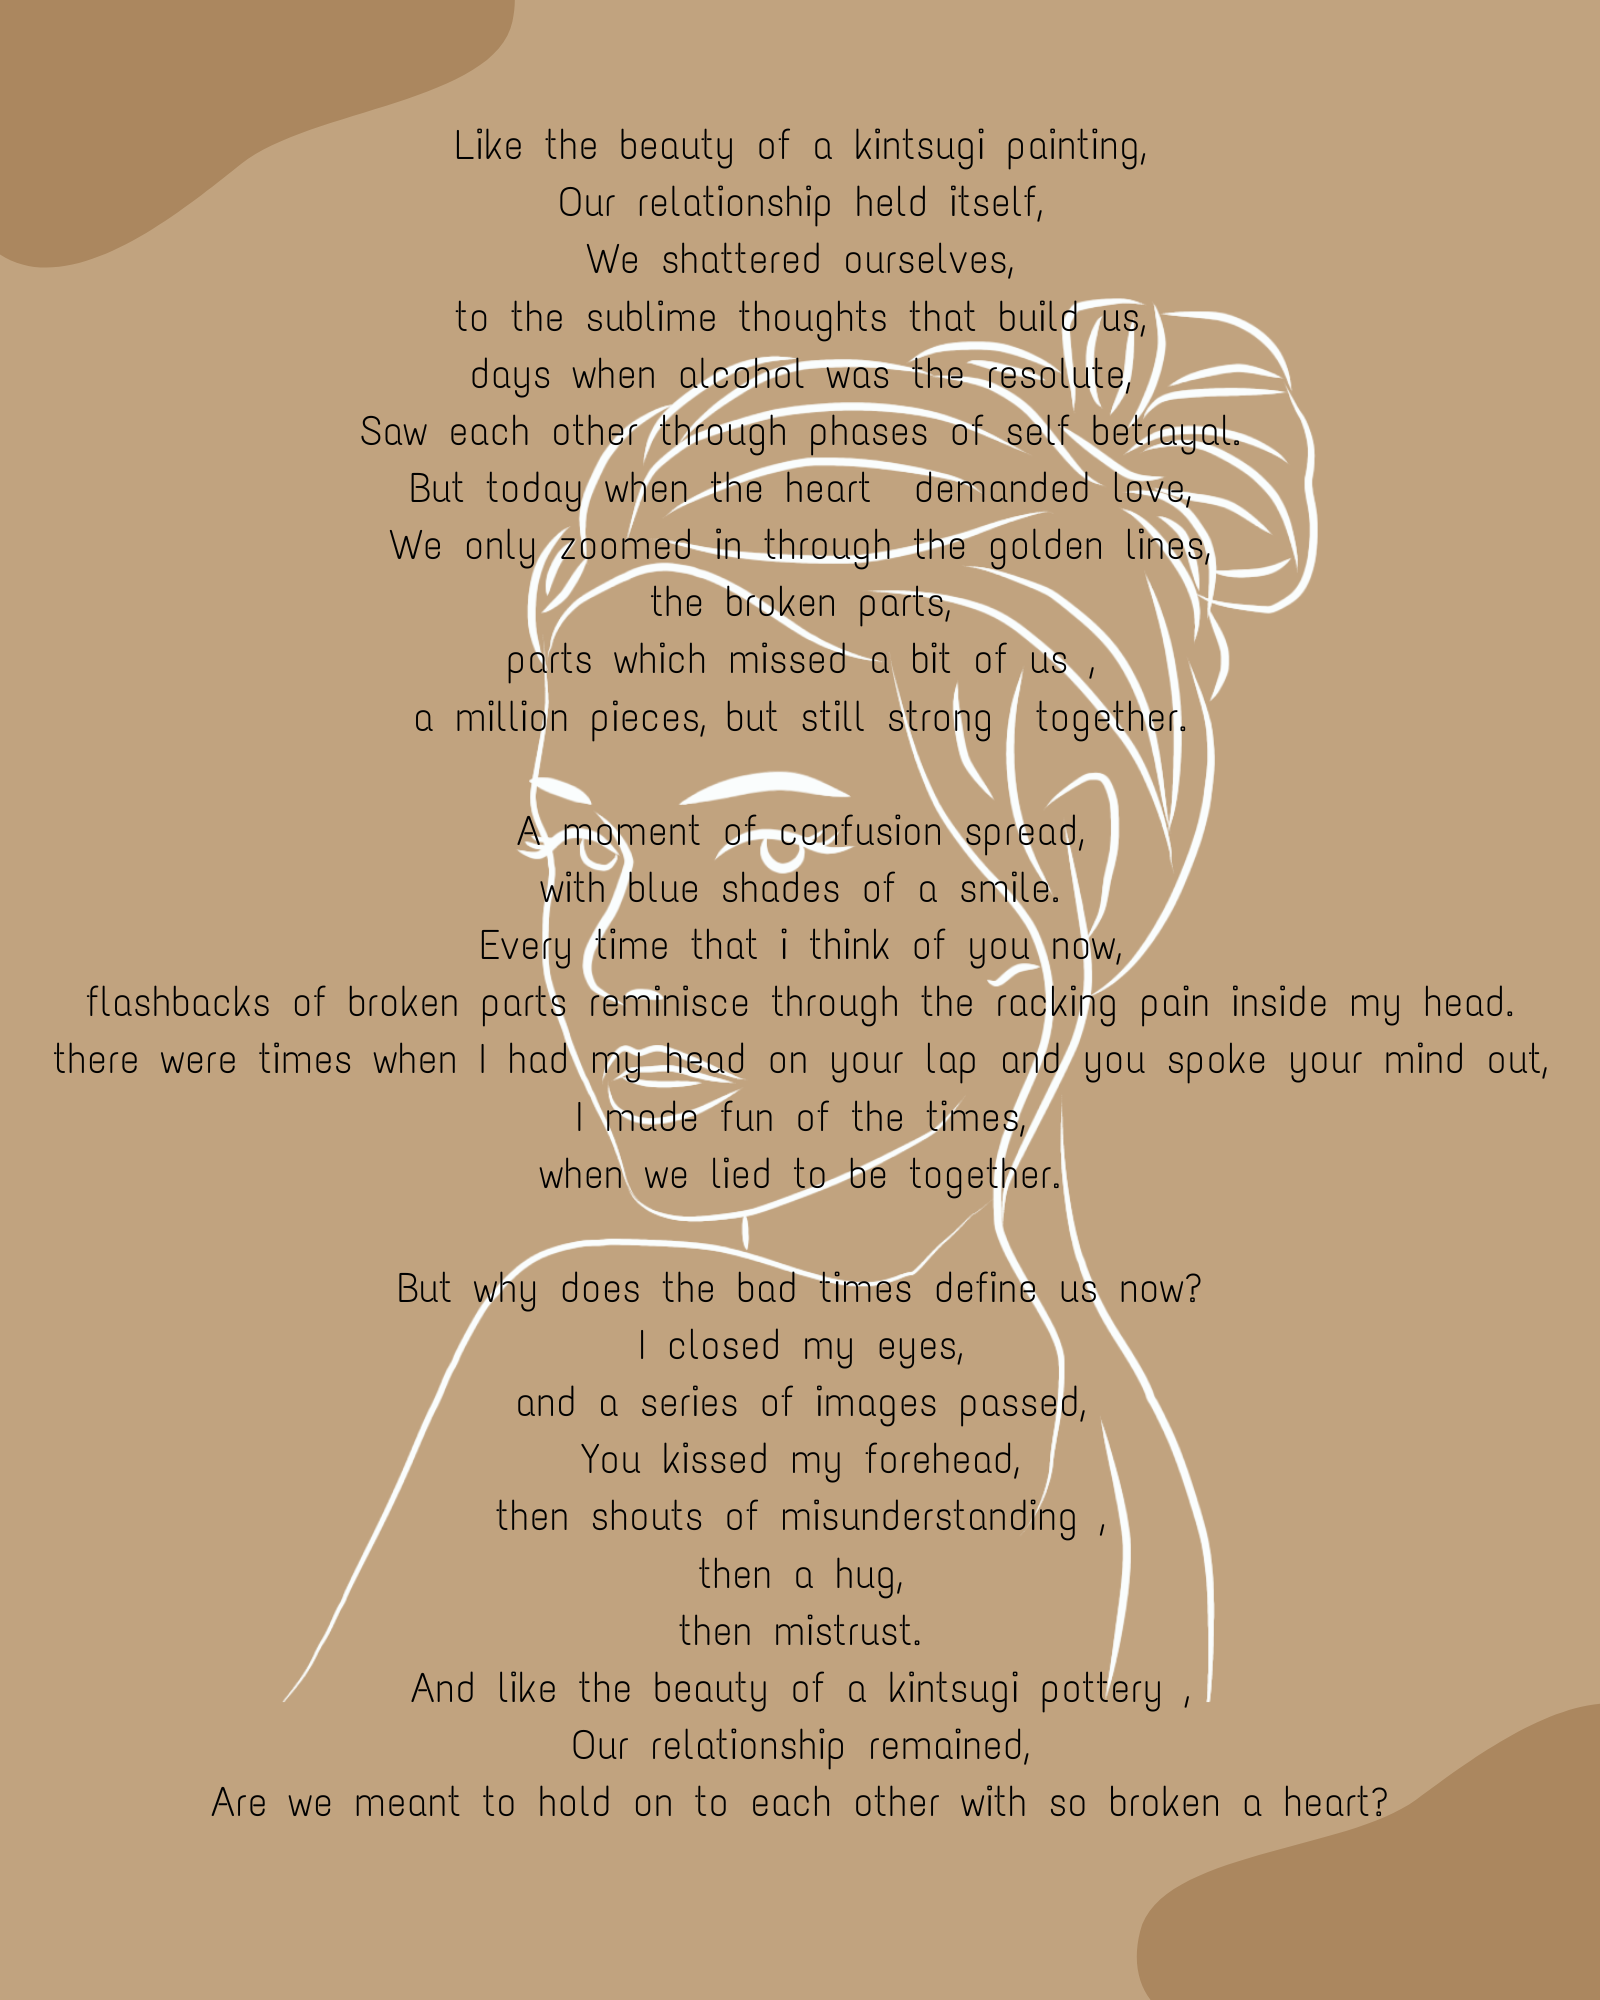 Like the beauty of a kintsugi painting,
Our relationship held itself,
We shattered ourselves,
to the sublime thoughts that build us,
days when alcohol was the resolute,
Saw each other through phases of self betrayal.
But today when the heart demanded love,
We only zoomed in through the golden lines,
the broken parts,
parts which missed a bit of us ,
a million pieces, but still strong together.
A moment of confusion spread,
with blue shades of a smile.
Every time that i think of you now,
flashbacks of broken parts reminisce through the racking pain inside my head.
there were times when I had my head on your lap and you spoke your mind out,
I made fun of the times,
when we lied to be together.
But why does the bad times define us now?
I closed my eyes,
and a series of images passed,
You kissed my forehead,
then shouts of misunderstanding ,
then a hug,
then mistrust.
And like the beauty of a kintsugi pottery ,
Our relationship remained,
Are we meant to hold on to each other with so broken a heart?